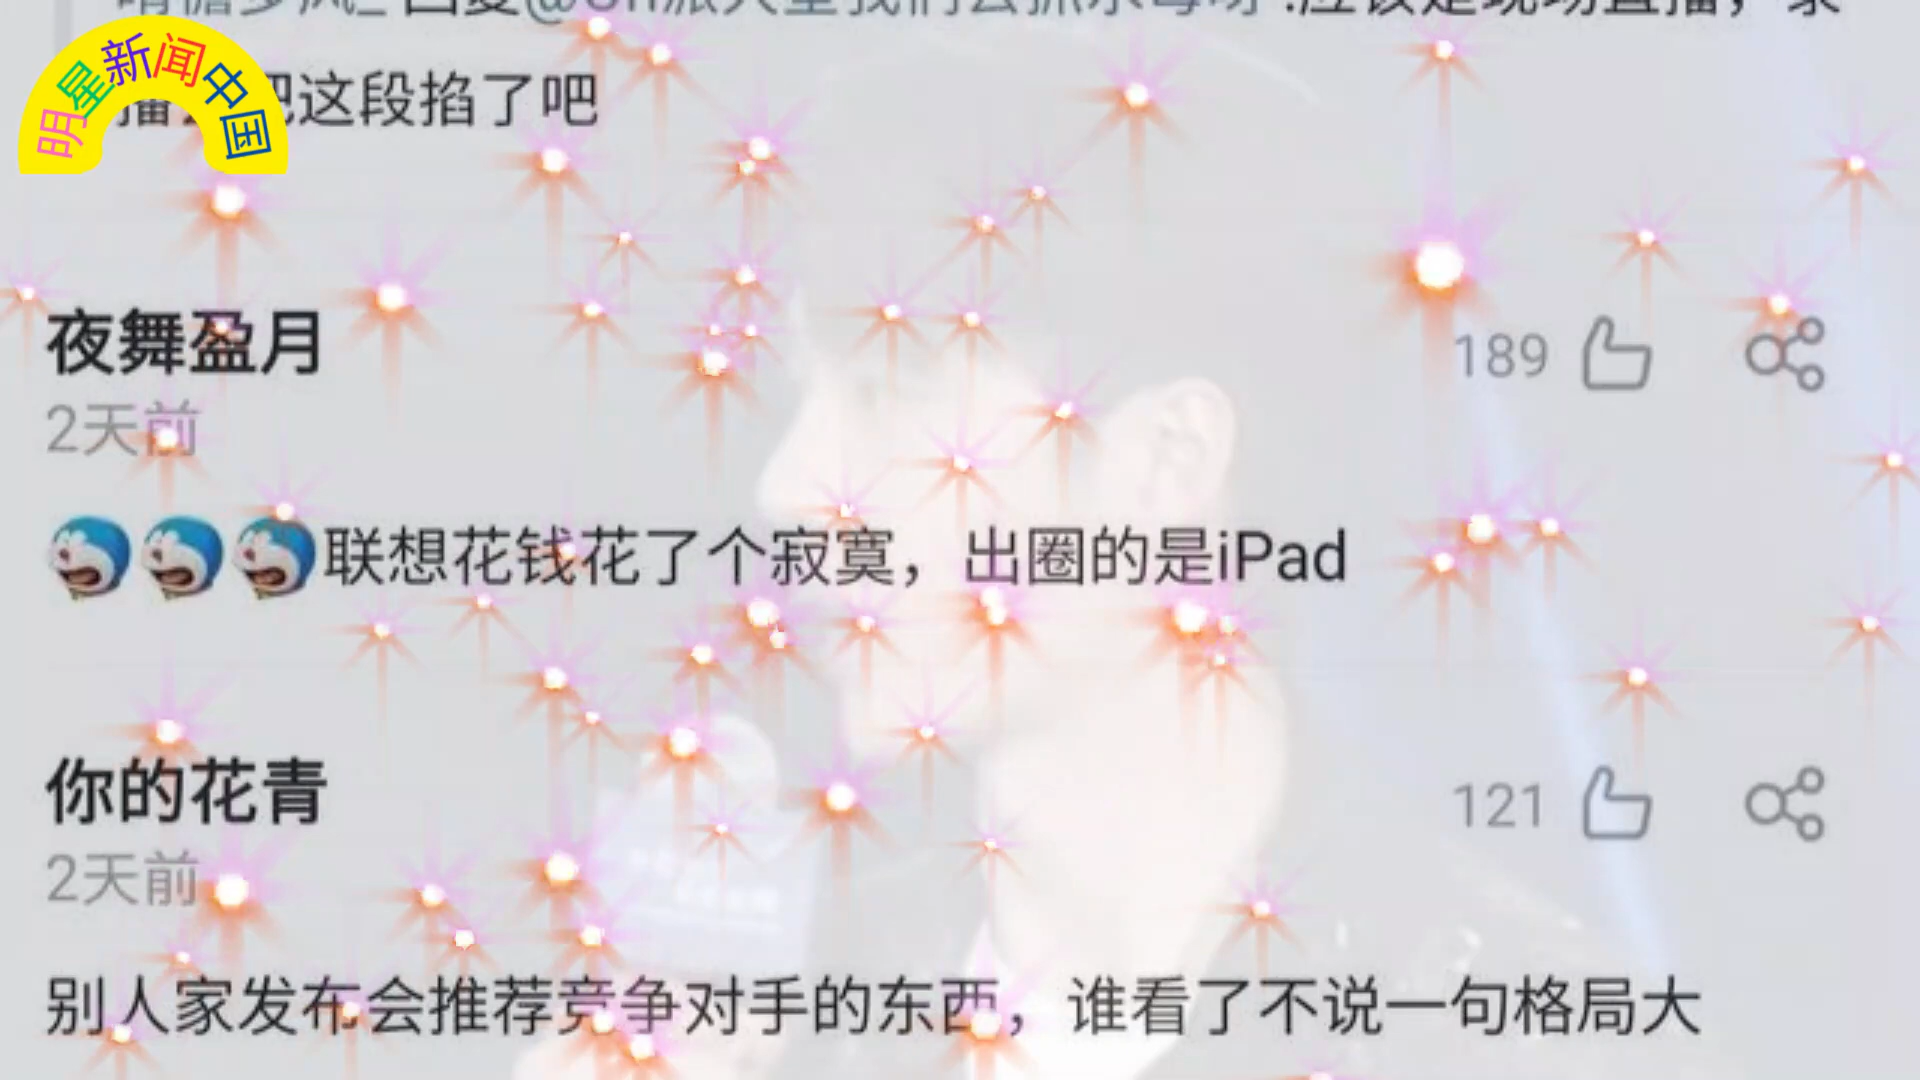 明星新闻中国
播
把这段掐了吧
夜舞盈月
189
2天前
联想花钱花了个寂寞，出圈的是iPad
你的花青
121
2天前
别人家发布会推荐竞争对手的东西，谁看了不说一句格局大